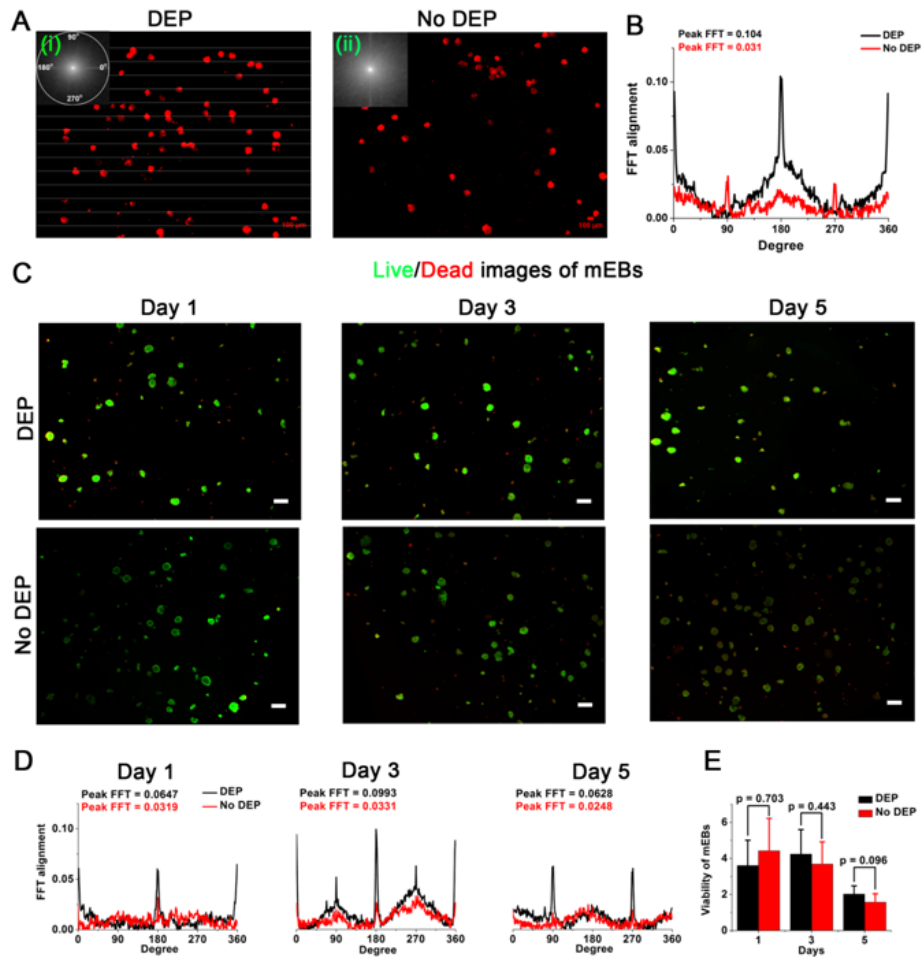 A
DEP
No DEP
(i)
90°
180°
0°
270°
100 µm
(ii)
100 µm
B
Peak FFT = 0.104
Peak FFT = 0.031
DEP
No DEP
FFT alignment
0.10
0.05
0.00
0 90 180 270 360
Degree
Live/Dead images of mEBs
C
Day 1
Day 3
Day 5
DEP
No DEP
D
Day 1
Peak FFT = 0.0647
Peak FFT = 0.0319
DEP
No DEP
FFT alignment
0.10
0.05
0.00
0 90 180 270 360
Degree
Day 3
Peak FFT = 0.0993
Peak FFT = 0.0331
DEP
No DEP
0 90 180 270 360
Degree
Day 5
Peak FFT = 0.0628
Peak FFT = 0.0248
DEP
No DEP
0 90 180 270 360
Degree
E
DEP
No DEP
p = 0.703
p = 0.443
p = 0.096
Viability of mEBs
6
4
2
0
1 3 5
Days